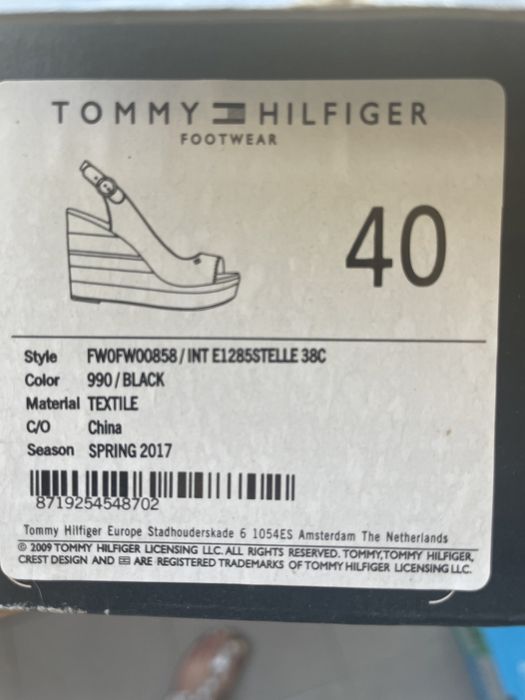 TOMMY HILFIGER
FOOTWEAR
40
Style FW0FW00858/INT E1285STELLE 38C
Color 990/BLACK
Material TEXTILE
C/O China
Season SPRING 2017
8719254548702
Tommy Hilfiger Europe Stadhouderskade 6 1054ES Amsterdam The Netherlands
© 2009 TOMMY HILFIGER LICENSING LLC. ALL RIGHTS RESERVED. TOMMY, TOMMY HILFIGER,
CREST DESIGN AND ARE REGISTERED TRADEMARKS OF TOMMY HILFIGER LICENSING LLC.